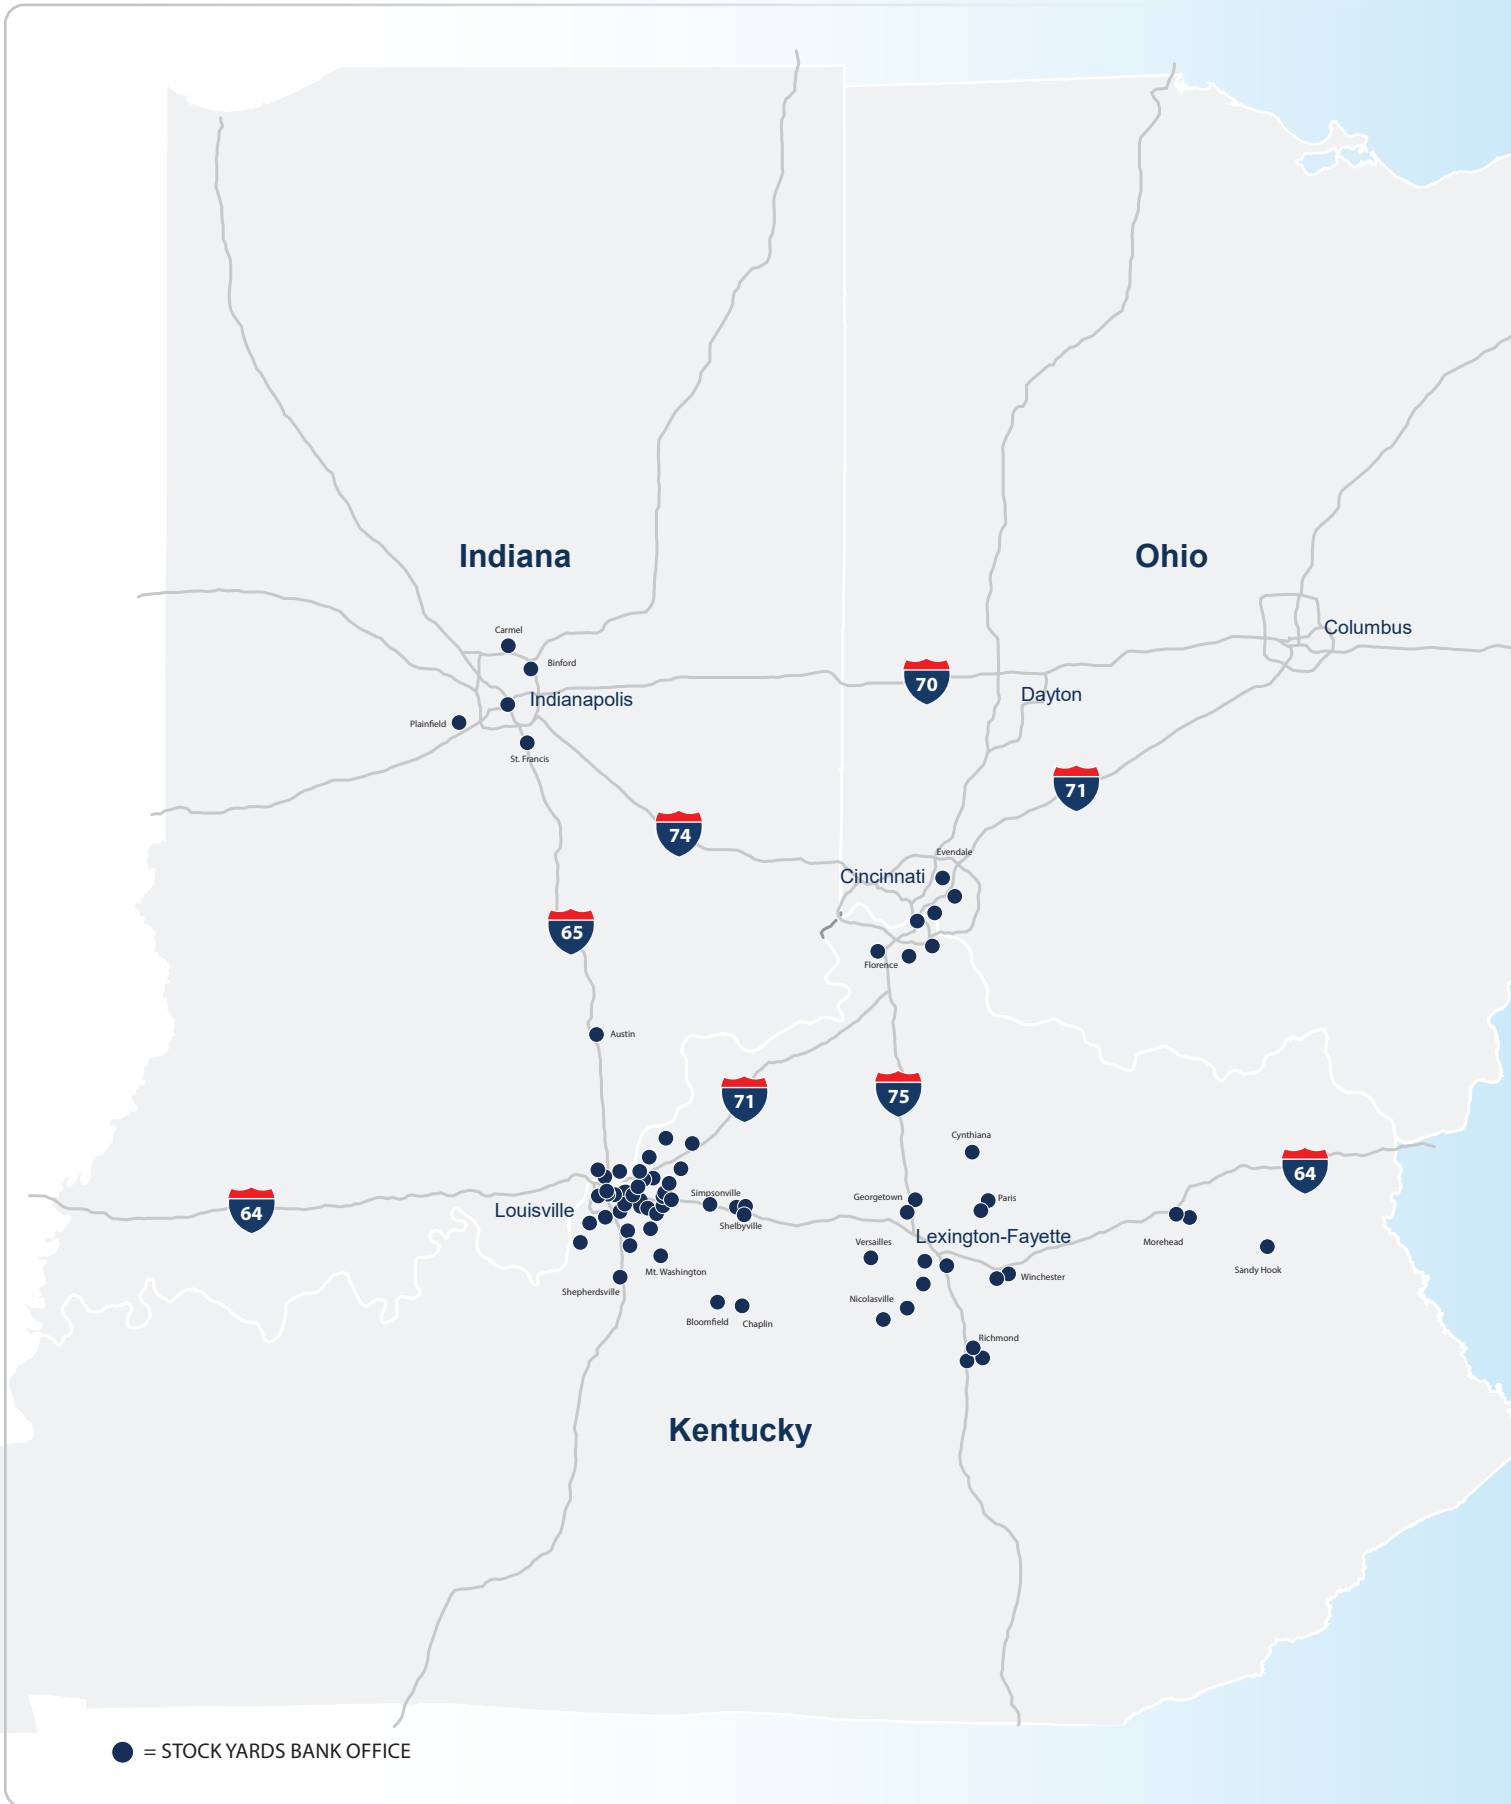 Indiana
Ohio
Carmel
Columbus
Binford
70
Indianapolis
Dayton
Plainfield
St. Francis
71
74
Evendale
Cincinnati
65
Florence
Austin
71
75
Cynthiana
64
Simpsonville
Georgetown
Paris
64
Louisville
Shelbyville
Lexington-Fayette
Versailles
Morehead
Sandy Hook
Mt. Washington
Winchester
Shepherdsville
Nicolasville
Bloomfield
Chaplin
Richmond
Kentucky
= STOCK YARDS BANK OFFICE